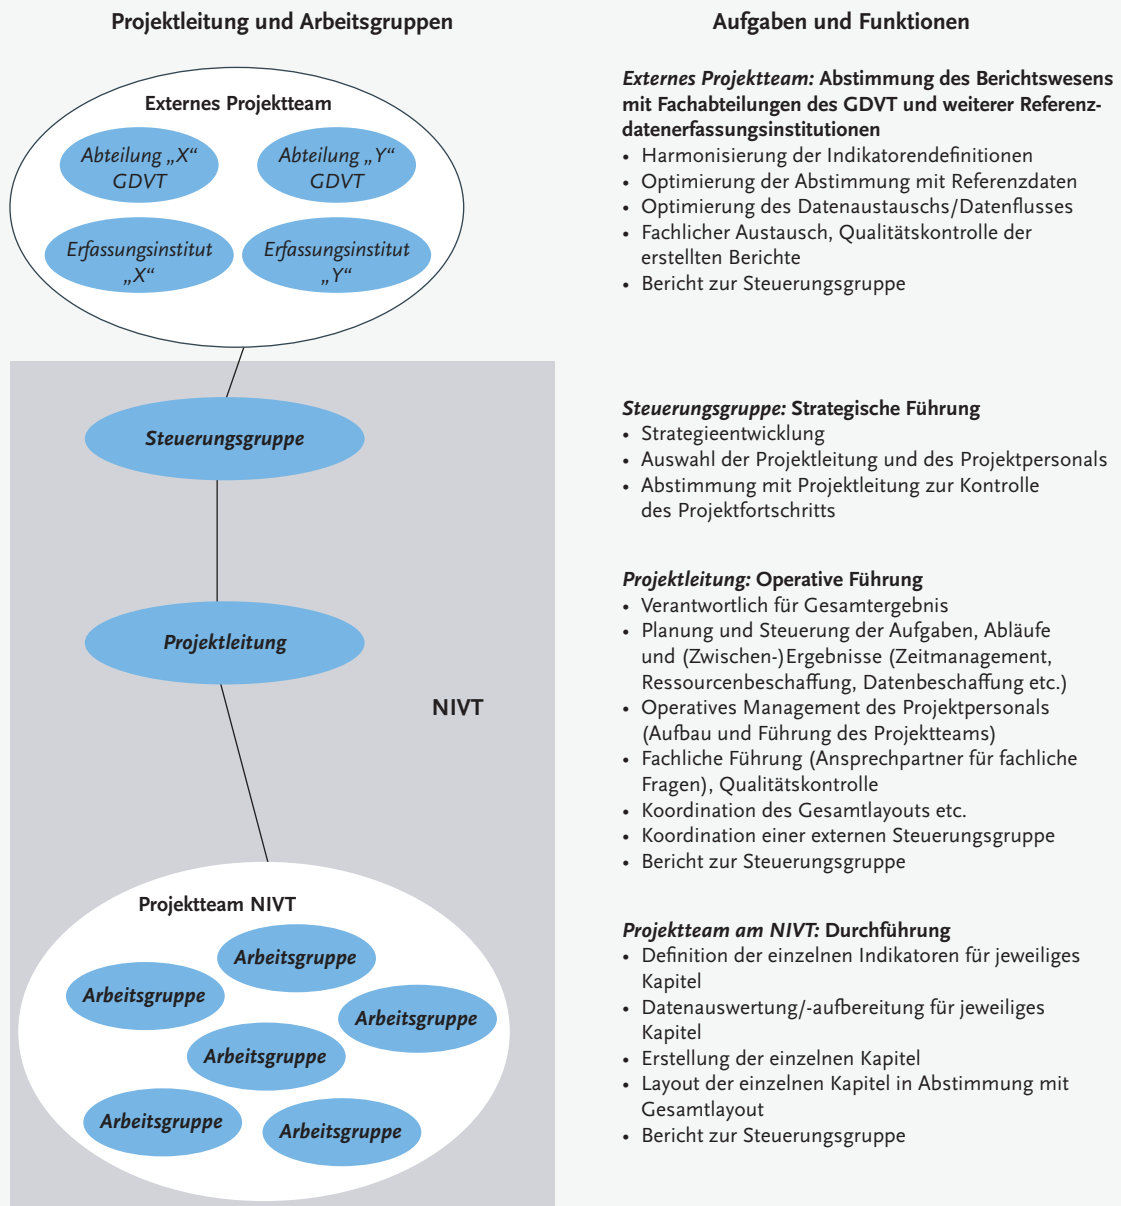 Projektleitung und Arbeitsgruppen
Externes Projektteam
Abteilung „X“
GDVT
Abteilung „Y“
GDVT
Erfassungsinstitut
„X“
Erfassungsinstitut
„Y“
Steuerungsgruppe
Projektleitung
NIVT
Projektteam NIVT
Arbeitsgruppe
Arbeitsgruppe
Arbeitsgruppe
Arbeitsgruppe
Arbeitsgruppe
Arbeitsgruppe
Aufgaben und Funktionen
Externes Projektteam: Abstimmung des Berichtswesens
mit Fachabteilungen des GDVT und weiterer Referenz-
datenerfassungsinstitutionen
• Harmonisierung der Indikatorendefinitionen
• Optimierung der Abstimmung mit Referenzdaten
• Optimierung des Datenaustauschs/Datenflusses
• Fachlicher Austausch, Qualitätskontrolle der
erstellten Berichte
• Bericht zur Steuerungsgruppe
Steuerungsgruppe: Strategische Führung
• Strategieentwicklung
• Auswahl der Projektleitung und des Projektpersonals
• Abstimmung mit Projektleitung zur Kontrolle
des Projektfortschritts
Projektleitung: Operative Führung
• Verantwortlich für Gesamtergebnis
• Planung und Steuerung der Aufgaben, Abläufe
und (Zwischen-)Ergebnisse (Zeitmanagement,
Ressourcenbeschaffung, Datenbeschaffung etc.)
• Operatives Management des Projektpersonals
(Aufbau und Führung des Projektteams)
• Fachliche Führung (Ansprechpartner für fachliche
Fragen), Qualitätskontrolle
• Koordination des Gesamtlayouts etc.
• Koordination einer externen Steuerungsgruppe
• Bericht zur Steuerungsgruppe
Projektteam am NIVT: Durchführung
• Definition der einzelnen Indikatoren für jeweiliges
Kapitel
• Datenauswertung/-aufbereitung für jeweiliges
Kapitel
• Erstellung der einzelnen Kapitel
• Layout der einzelnen Kapitel in Abstimmung mit
Gesamtlayout
• Bericht zur Steuerungsgruppe